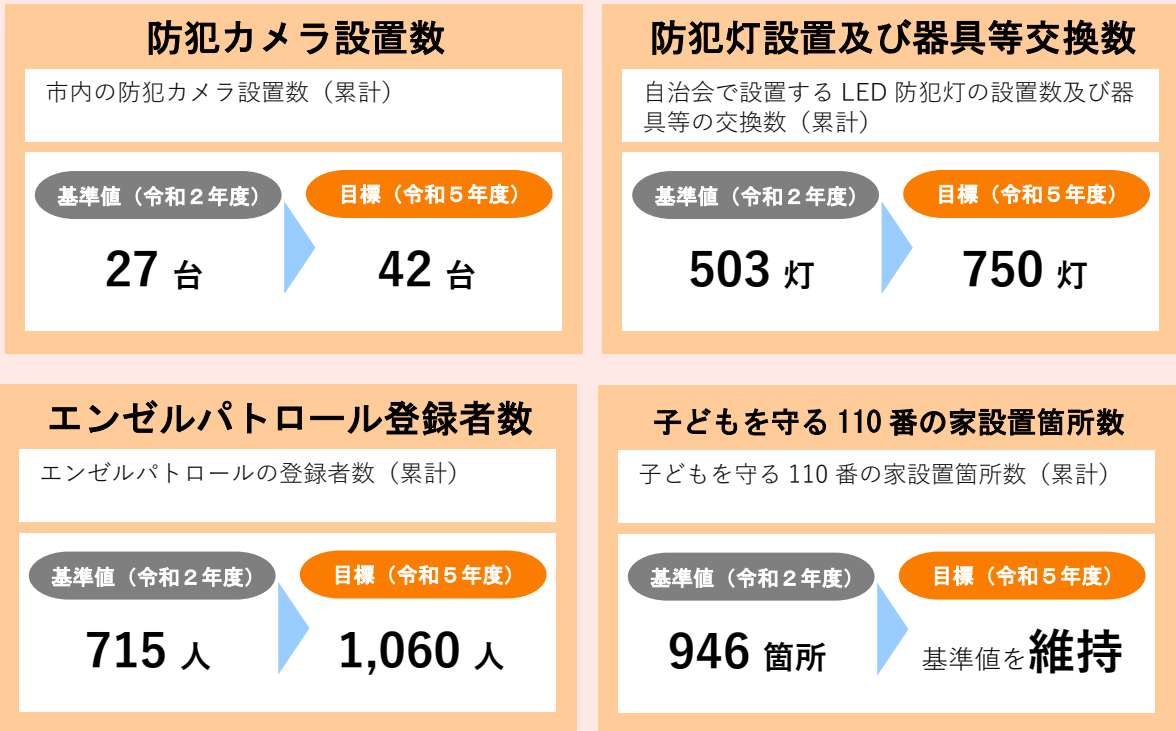 防犯カメラ設置数
市内の防犯カメラ設置数（累計）
基準値（令和２年度）
目標（令和５年度）
27 台
42 台
防犯灯設置及び器具等交換数
自治会で設置する LED 防犯灯の設置数及び器
具等の交換数（累計）
基準値（令和２年度）
目標（令和５年度）
503 灯
750 灯
エンゼルパトロール登録者数
エンゼルパトロールの登録者数（累計）
基準値（令和２年度）
目標（令和５年度）
715 人
1,060 人
子どもを守る 110 番の家設置箇所数
子どもを守る 110 番の家設置箇所数（累計）
基準値（令和２年度）
目標（令和５年度）
946 箇所
基準値を維持